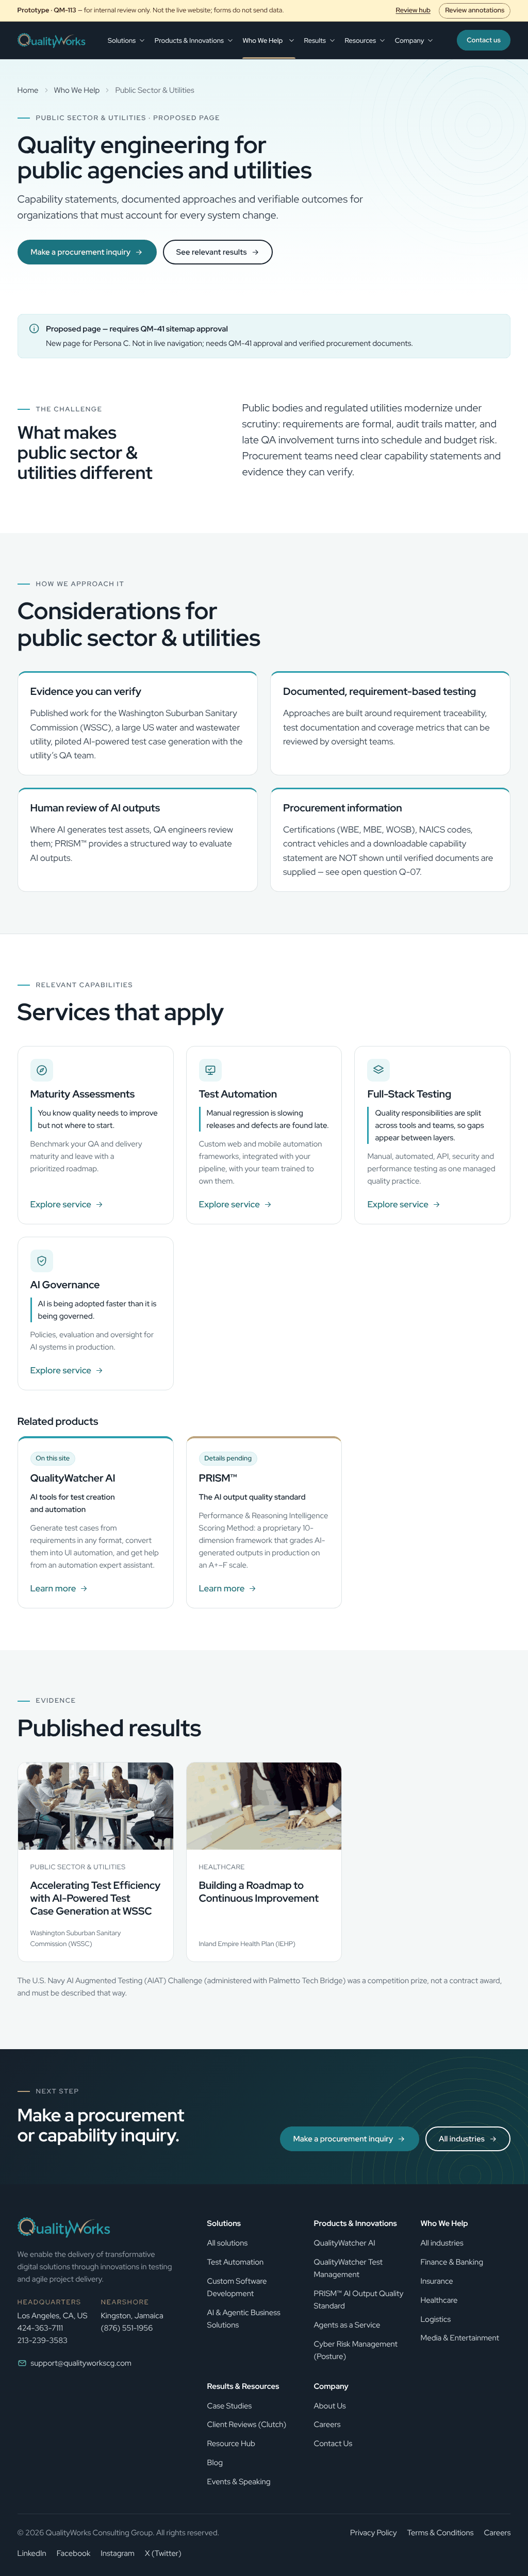 Prototype · QM-113 — for internal review only. Not the live website; forms do not send data.
Review hub
Review annotations
QualityWorks
Solutions
Products & Innovations
Who We Help
Results
Resources
Company
Contact us
Home
Who We Help
Public Sector & Utilities
PUBLIC SECTOR & UTILITIES · PROPOSED PAGE
Quality engineering for
public agencies and utilities
Capability statements, documented approaches and verifiable outcomes for
organizations that must account for every system change.
Make a procurement inquiry →
See relevant results →
Proposed page — requires QM-41 sitemap approval
New page for Persona C. Not in live navigation; needs QM-41 approval and verified procurement documents.
THE CHALLENGE
What makes
public sector &
utilities different
Public bodies and regulated utilities modernize under
scrutiny: requirements are formal, audit trails matter, and
late QA involvement turns into schedule and budget risk.
Procurement teams need clear capability statements and
evidence they can verify.
HOW WE APPROACH IT
Considerations for
public sector & utilities
Evidence you can verify
Published work for the Washington Suburban Sanitary
Commission (WSSC), a large US water and wastewater
utility, piloted AI-powered test case generation with the
utility's QA team.
Documented, requirement-based testing
Approaches are built around requirement traceability,
test documentation and coverage metrics that can be
reviewed by oversight teams.
Human review of AI outputs
Where AI generates test assets, QA engineers review
them; PRISM™ provides a structured way to evaluate
AI outputs.
Procurement information
Certifications (WBE, MBE, WOSB), NAICS codes,
contract vehicles and a downloadable capability
statement are NOT shown until verified documents are
supplied — see open question Q-07.
RELEVANT CAPABILITIES
Services that apply
Maturity Assessments
You know quality needs to improve
but not where to start.
Benchmark your QA and delivery
maturity and leave with a
prioritized roadmap.
Explore service →
Test Automation
Manual regression is slowing
releases and defects are found late.
Custom web and mobile automation
frameworks, integrated with your
pipeline, with your team trained to
own them.
Explore service →
Full-Stack Testing
Quality responsibilities are split
across tools and teams, so gaps
appear between layers.
Manual, automated, API, security and
performance testing as one managed
quality practice.
Explore service →
AI Governance
AI is being adopted faster than it is
being governed.
Policies, evaluation and oversight for
AI systems in production.
Explore service →
Related products
On this site
QualityWatcher AI
AI tools for test creation
and automation
Generate test cases from
requirements in any format, convert
them into UI automation, and get help
from an automation expert assistant.
Learn more →
Details pending
PRISM™
The AI output quality standard
Performance & Reasoning Intelligence
Scoring Method: a proprietary 10-
dimension framework that grades AI-
generated outputs in production on
an A+–F scale.
Learn more →
EVIDENCE
Published results
PUBLIC SECTOR & UTILITIES
Accelerating Test Efficiency
with AI-Powered Test
Case Generation at WSSC
Washington Suburban Sanitary
Commission (WSSC)
HEALTHCARE
Building a Roadmap to
Continuous Improvement
Inland Empire Health Plan (IEHP)
The U.S. Navy AI Augmented Testing (AIAT) Challenge (administered with Palmetto Tech Bridge) was a competition prize, not a contract award,
and must be described that way.
NEXT STEP
Make a procurement
or capability inquiry.
Make a procurement inquiry →
All industries →
QualityWorks
We enable the delivery of transformative
digital solutions through innovations in testing
and agile project delivery.
HEADQUARTERS
Los Angeles, CA, US
424-363-7111
213-239-3583
NEARSHORE
Kingston, Jamaica
(876) 551-1956
support@qualityworkscg.com
Solutions
All solutions
Test Automation
Custom Software
Development
AI & Agentic Business
Solutions
Products & Innovations
QualityWatcher AI
QualityWatcher Test
Management
PRISM™ AI Output Quality
Standard
Agents as a Service
Cyber Risk Management
(Posture)
Who We Help
All industries
Finance & Banking
Insurance
Healthcare
Logistics
Media & Entertainment
Results & Resources
Case Studies
Client Reviews (Clutch)
Resource Hub
Blog
Events & Speaking
Company
About Us
Careers
Contact Us
© 2026 QualityWorks Consulting Group. All rights reserved.
Privacy Policy
Terms & Conditions
Careers
LinkedIn
Facebook
Instagram
X (Twitter)